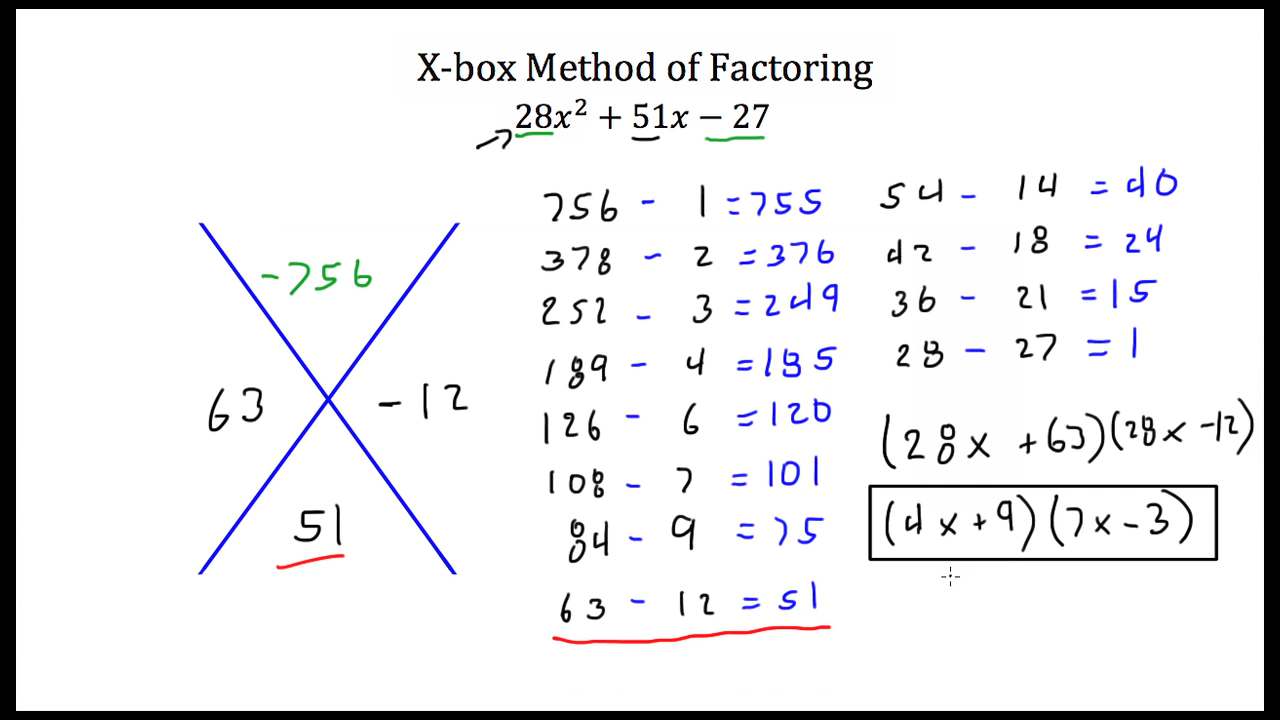 X-box Method of Factoring
28x² + 51x − 27
-756
63 -12
51
756 - 1 = 755
378 - 2 = 376
252 - 3 = 249
189 - 4 = 185
126 - 6 = 120
108 - 7 = 101
84 - 9 = 75
63 - 12 = 51
54 - 14 = 40
42 - 18 = 24
36 - 21 = 15
28 - 27 = 1
(28x + 63)(28x - 12)
(4x + 9)(7x - 3)